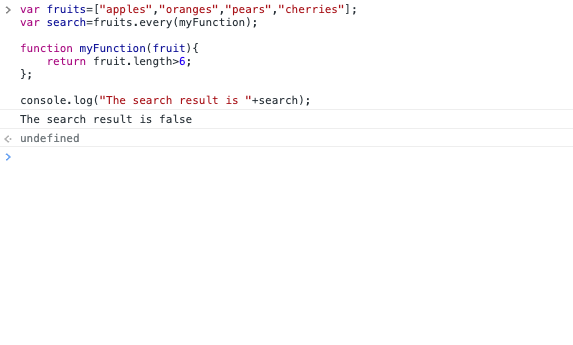 var fruits=["apples","oranges","pears","cherries"];
var search=fruits.every(myFunction);
function myFunction(fruit){
    return fruit.length>6;
};
console.log("The search result is "+search);
The search result is false
undefined